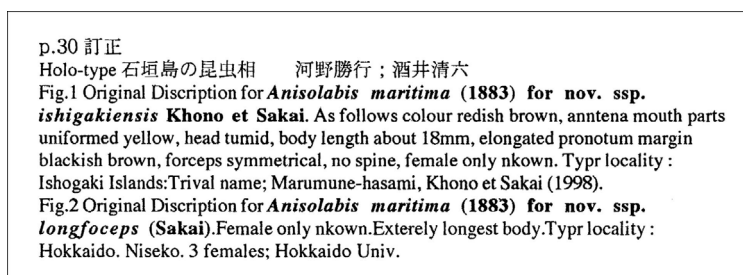 p.30 訂正
Holo-type 石垣島の昆虫相 河野勝行；酒井清六
Fig.1 Original Discription for Anisolabis maritima (1883) for nov. ssp.
ishigakiensis Khono et Sakai. As follows colour redish brown, anntena mouth parts
uniformed yellow, head tumid, body length about 18mm, elongated pronotum margin
blackish brown, forceps symmetrical, no spine, female only nkown. Typr locality :
Ishogaki Islands:Trival name; Marumune-hasami, Khono et Sakai (1998).
Fig.2 Original Discription for Anisolabis maritima (1883) for nov. ssp.
longfoceps (Sakai).Female only nkown.Exterely longest body.Typr locality :
Hokkaido. Niseko. 3 females; Hokkaido Univ.